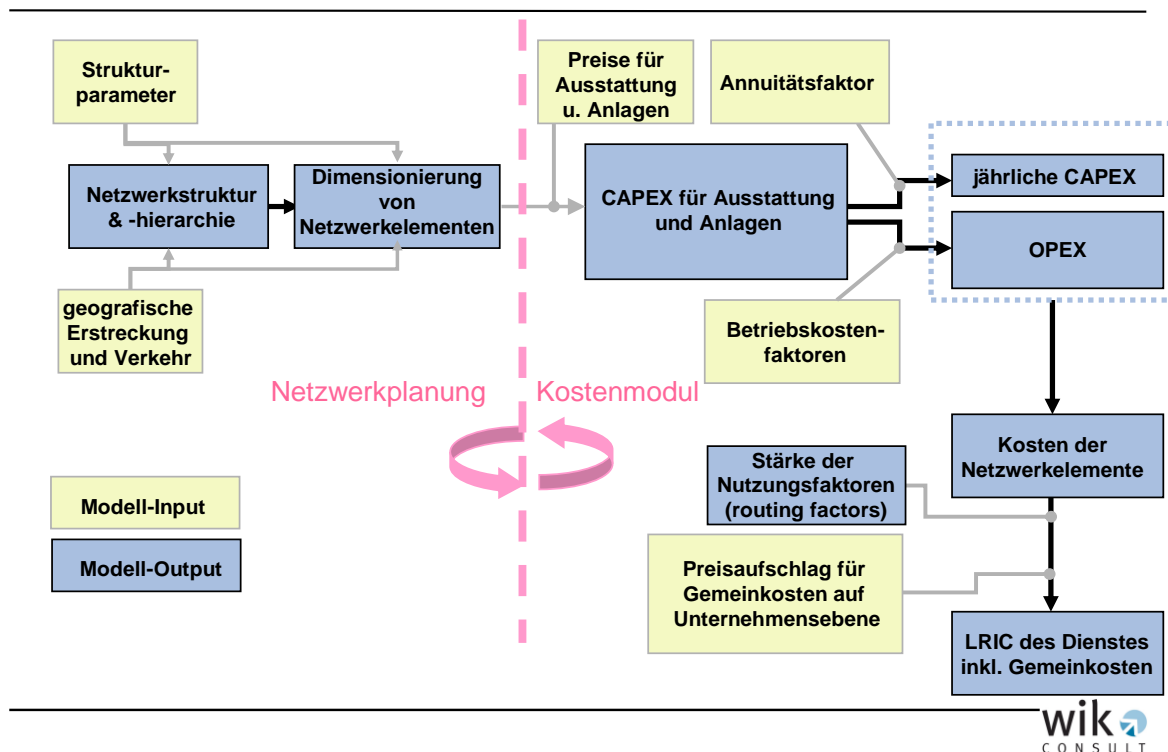 Struktur-
parameter
Preise für
Ausstattung
u. Anlagen
Annuitätsfaktor
Netzwerkstruktur
& -hierarchie
Dimensionierung
von
Netzwerkelementen
CAPEX für Ausstattung
und Anlagen
jährliche CAPEX
OPEX
geografische
Erstreckung
und Verkehr
Betriebskosten-
faktoren
Netzwerkplanung
Kostenmodul
Kosten der
Netzwerkelemente
Stärke der
Nutzungsfaktoren
(routing factors)
Modell-Input
Modell-Output
Preisaufschlag für
Gemeinkosten auf
Unternehmensebene
LRIC des Dienstes
inkl. Gemeinkosten
wik
CONSULT